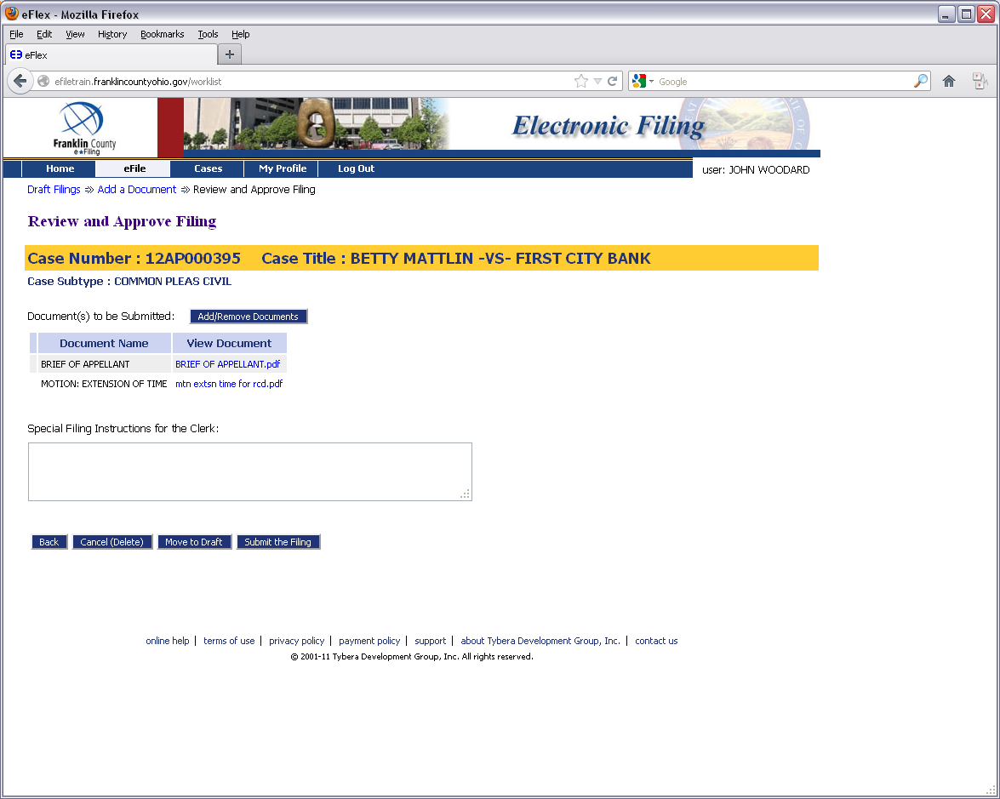 eFlex - Mozilla Firefox
File Edit View History Bookmarks Tools Help
eFlex
efiletrain.franklincountyohio.gov/worklist
Google
Franklin County
e★Filing
Electronic Filing
Home eFile Cases My Profile Log Out
user: JOHN WOODARD
Draft Filings ⇒ Add a Document ⇒ Review and Approve Filing
Review and Approve Filing
Case Number : 12AP000395 Case Title : BETTY MATTLIN -VS- FIRST CITY BANK
Case Subtype : COMMON PLEAS CIVIL
Document(s) to be Submitted: Add/Remove Documents
Document Name View Document
BRIEF OF APPELLANT BRIEF OF APPELLANT.pdf
MOTION: EXTENSION OF TIME mtn extsn time for rcd.pdf
Special Filing Instructions for the Clerk:
Back Cancel (Delete) Move to Draft Submit the Filing
online help | terms of use | privacy policy | payment policy | support | about Tybera Development Group, Inc. | contact us
© 2001-11 Tybera Development Group, Inc. All rights reserved.